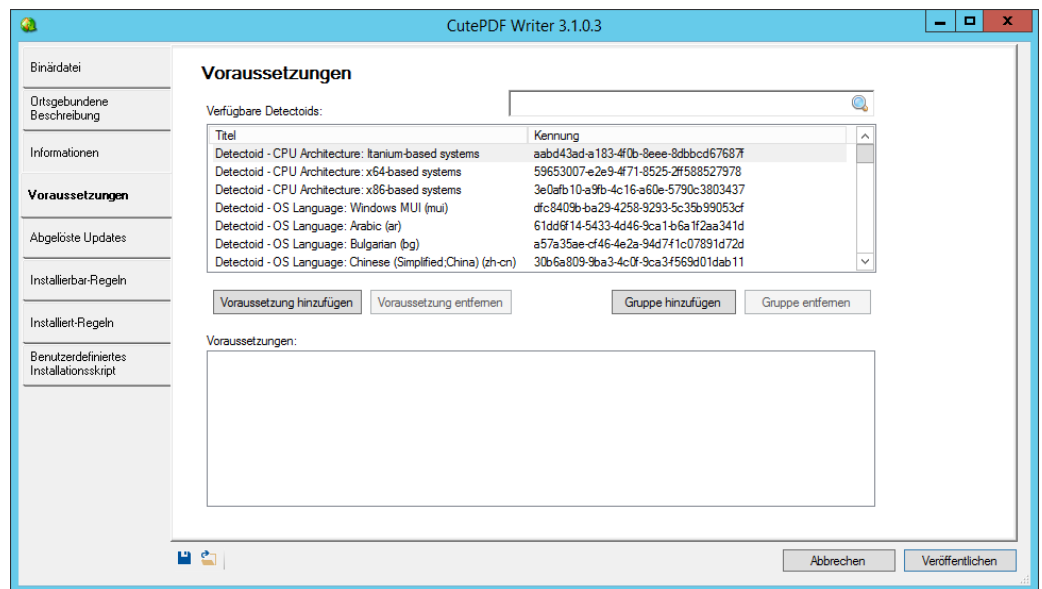 CutePDF Writer 3.1.0.3
Binärdatei
Ortsgebundene
Beschreibung
Informationen
Voraussetzungen
Abgelöste Updates
Installierbar-Regeln
Installiert-Regeln
Benutzerdefiniertes
Installationsskript
Voraussetzungen
Verfügbare Detectoids:
Titel Kennung
Detectoid - CPU Architecture: Itanium-based systems aabd43ad-a183-4f0b-8eee-8dbbcd67687f
Detectoid - CPU Architecture: x64-based systems 59653007-e2e9-4f71-8525-2ff588527978
Detectoid - CPU Architecture: x86-based systems 3e0afb10-a9fb-4c16-a60e-5790c3803437
Detectoid - OS Language: Windows MUI (mui) dfc8409b-ba29-4258-9293-5c35b99053cf
Detectoid - OS Language: Arabic (ar) 61dd6f14-5433-4d46-9ca1-b6a1f2aa341d
Detectoid - OS Language: Bulgarian (bg) a57a35ae-cf46-4e2a-94d7-f1c07891d72d
Detectoid - OS Language: Chinese (Simplified;China) (zh-cn) 30b6a809-9ba3-4c0f-9ca3-f569d01dab11
Voraussetzung hinzufügen Voraussetzung entfernen Gruppe hinzufügen Gruppe entfernen
Voraussetzungen:
Abbrechen Veröffentlichen